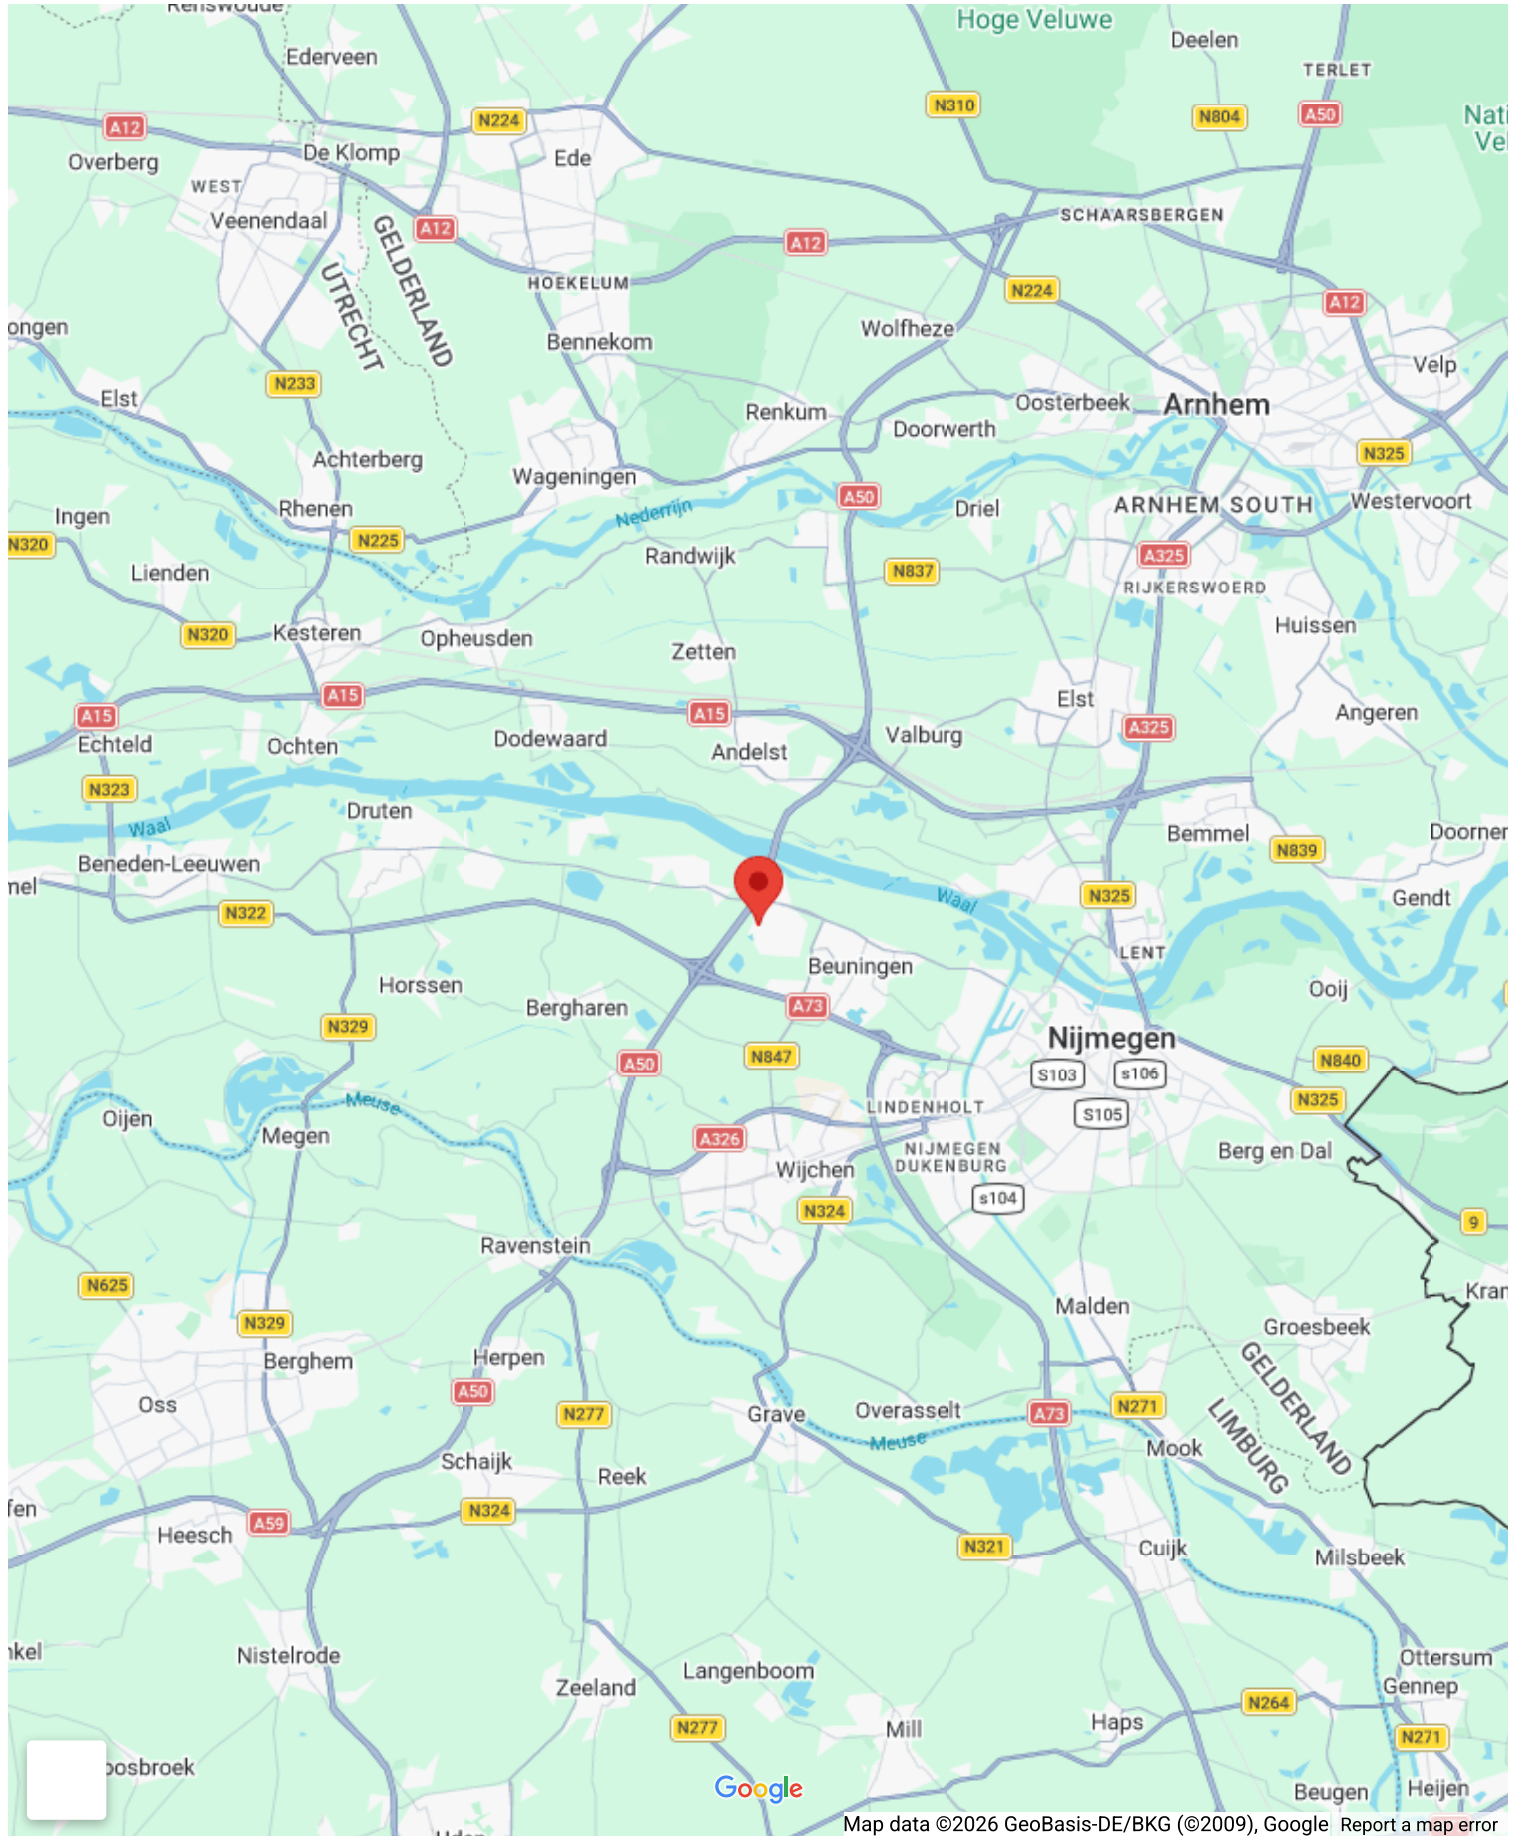 Renswoude
Hoge Veluwe
Ederveen
Deelen
TERLET
N310
A50
N804
N224
A12
De Klomp
Ede
Overberg
WEST
Veenendaal
SCHAARSBERGEN
A12
A12
GELDERLAND
UTRECHT
HOEKELUM
N224
A12
ongen
Wolfheze
Bennekom
Velp
N233
Elst
Renkum
Oosterbeek
Arnhem
Doorwerth
N325
Achterberg
Wageningen
A50
Rhenen
Nederrijn
Driel
ARNHEM SOUTH
Westervoort
Ingen
N320
N225
Randwijk
A325
Lienden
N837
RIJKERSWOERD
N320
Kesteren
Opheusden
Huissen
Zetten
A15
Elst
A15
A15
Angeren
A325
Echteld
Ochten
Dodewaard
Andelst
Valburg
N323
Druten
Waal
Bemmel
Doorner
N839
Beneden-Leeuwen
mel
N325
Gendt
Waal
N322
LENT
Beuningen
Horssen
Ooij
Bergharen
A73
N329
Nijmegen
A50
N847
N840
S103
s106
N325
Meuse
LINDENHOLT
S105
Oijen
Megen
A326
NIJMEGEN
DUKENBURG
Berg en Dal
Wijchen
s104
N324
9
Ravenstein
N625
Kran
Malden
N329
Groesbeek
Herpen
Berghem
GELDERLAND
LIMBURG
A50
Oss
N277
Grave
Overasselt
A73
N271
Meuse
Mook
Schaijk
Reek
fen
N324
A59
Heesch
N321
Cuijk
Milsbeek
nkel
Nistelrode
Ottersum
Langenboom
Zeeland
Gennep
N264
Haps
N277
Mill
N271
oosbroek
Google
Beugen
Heijen
Map data ©2026 GeoBasis-DE/BKG (©2009), Google
Report a map error